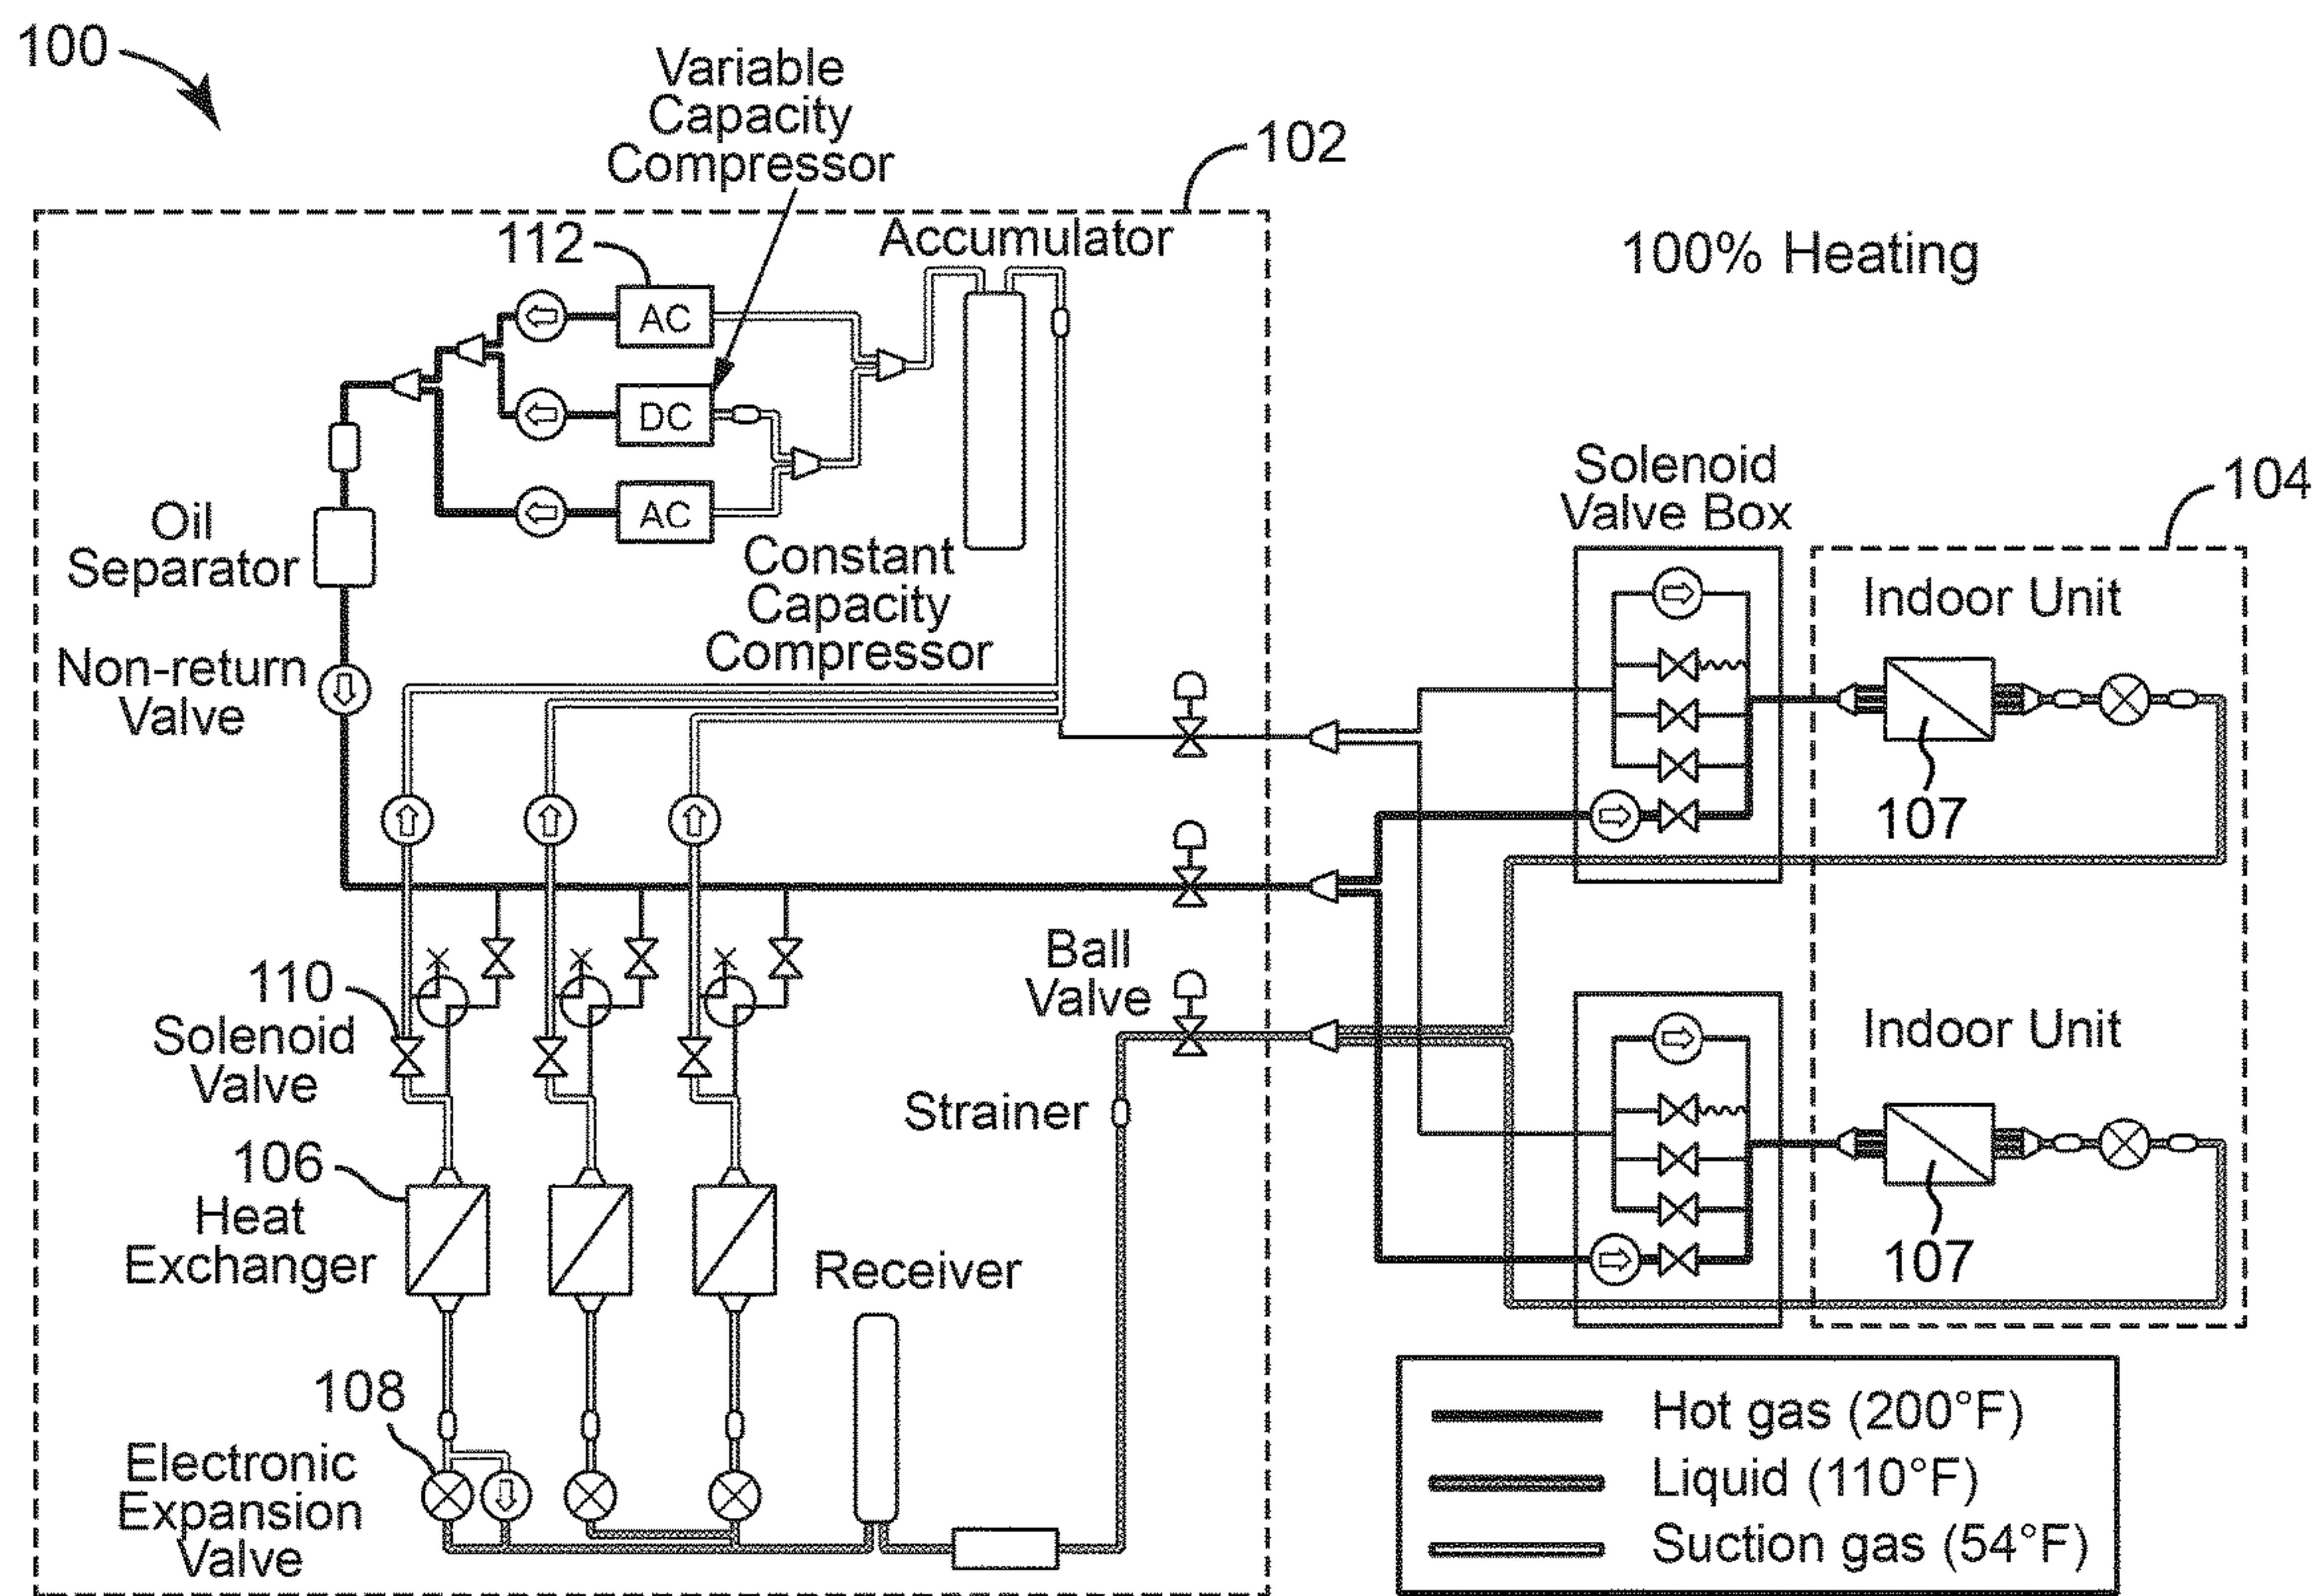 100
Variable
Capacity
Compressor
102
112
Accumulator
100% Heating
AC
DC
AC
Solenoid
Valve Box
104
Oil
Separator
Constant
Capacity
Compressor
Indoor Unit
Non-return
Valve
107
110
Solenoid
Valve
Ball
Valve
Indoor Unit
Strainer
106
Heat
Exchanger
Receiver
107
108
Electronic
Expansion
Valve
Hot gas (200°F)
Liquid (110°F)
Suction gas (54°F)